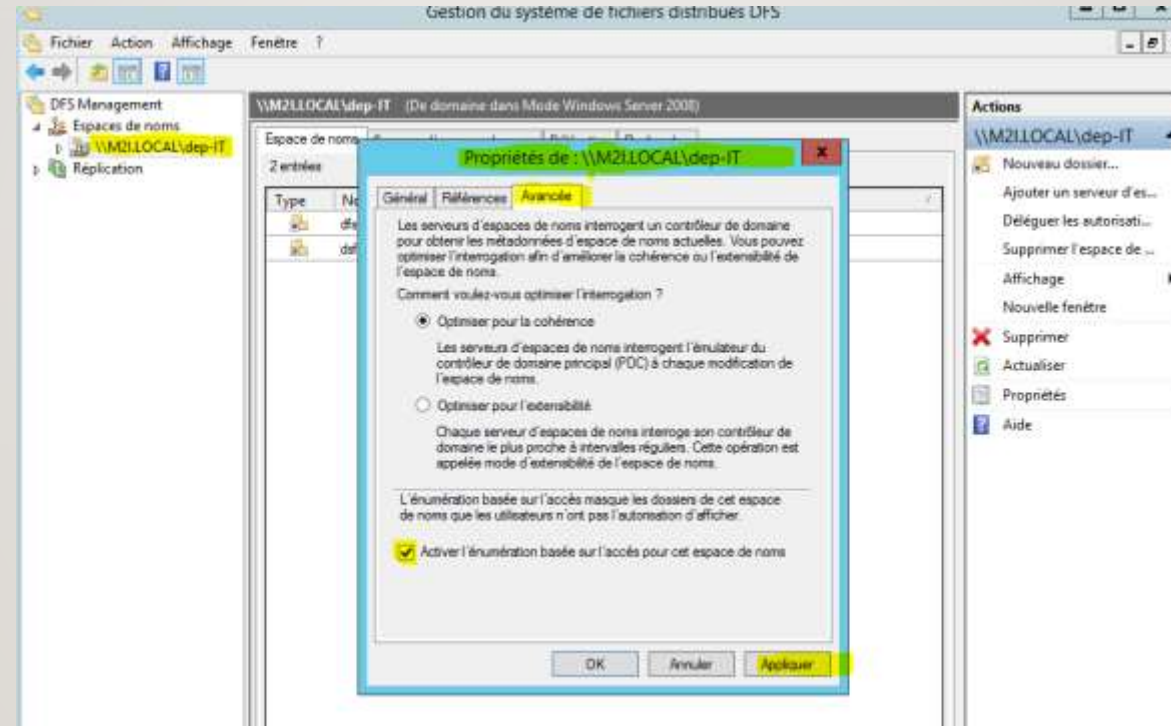 Gestion du système de fichiers distribués DFS
Fichier Action Affichage Fenêtre ?
DFS Management
Espaces de noms
\\M2I.LOCAL\dep-IT
Réplication
\\M2I.LOCAL\dep-IT (De domaine dans Mode Windows Server 2008)
Espace de noms
2 entrées
Type
Propriétés de : \\M2I.LOCAL\dep-IT
Général Références Avancée
Les serveurs d'espaces de noms interrogent un contrôleur de domaine
pour obtenir les métadonnées d'espace de noms actuelles. Vous pouvez
optimiser l'interrogation afin d'améliorer la cohérence ou l'extensibilité de
l'espace de noms.
Comment voulez-vous optimiser l'interrogation ?
Optimiser pour la cohérence
Les serveurs d'espaces de noms interrogent l'émulateur du
contrôleur de domaine principal (PDC) à chaque modification de
l'espace de noms.
Optimiser pour l'extensibilité
Chaque serveur d'espaces de noms interroge son contrôleur de
domaine le plus proche à intervalles réguliers. Cette opération est
appelée mode d'extensibilité de l'espace de noms.
L'énumération basée sur l'accès masque les dossiers de cet espace
de noms que les utilisateurs n'ont pas l'autorisation d'afficher.
Activer l'énumération basée sur l'accès pour cet espace de noms
OK Annuler Appliquer
Actions
\\M2I.LOCAL\dep-IT
Nouveau dossier...
Ajouter un serveur d'es...
Déléguer les autorisati...
Supprimer l'espace de ...
Affichage
Nouvelle fenêtre
Supprimer
Actualiser
Propriétés
Aide